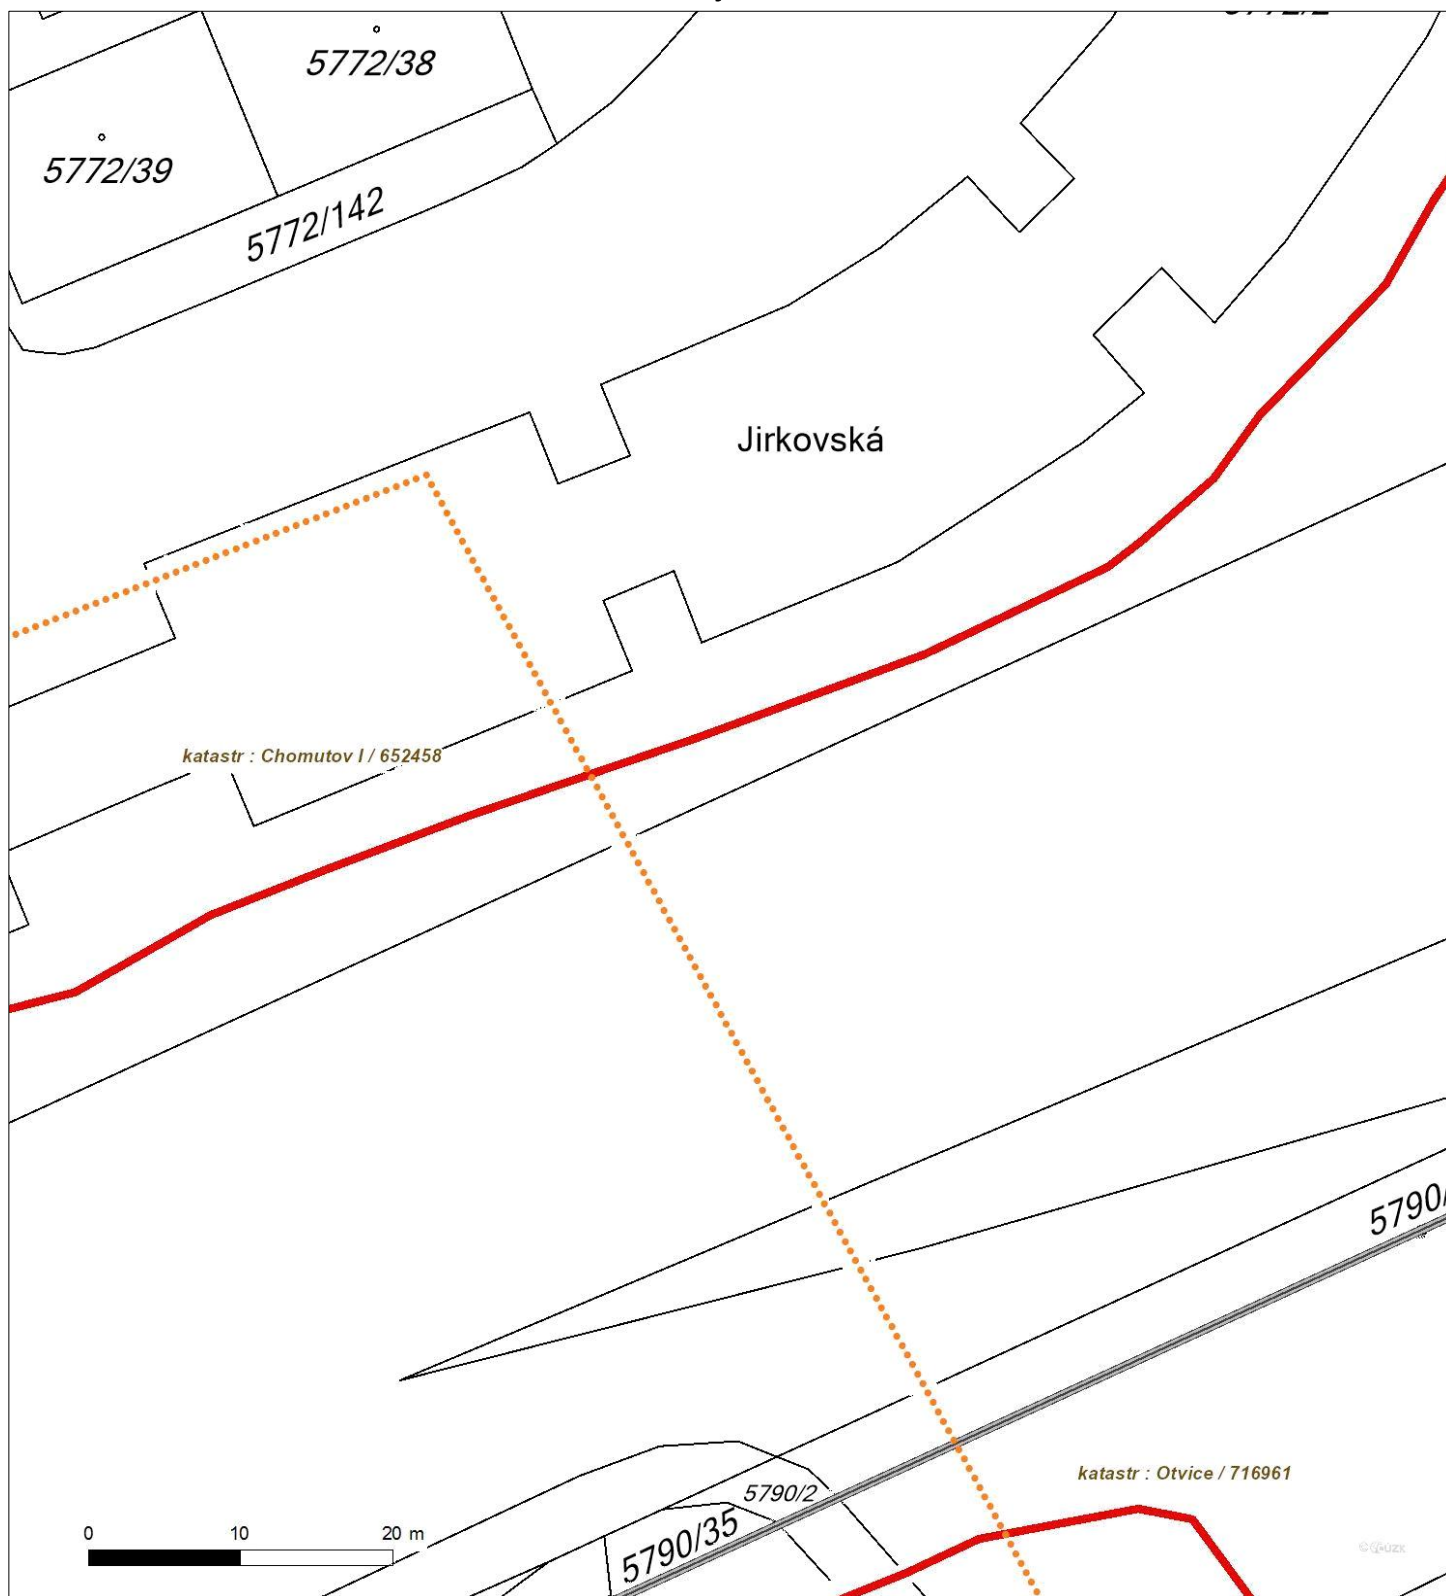 5772/38
5772/39
5772/142
Jirkovská
katastr : Chomutov I / 652458
5790/
katastr : Otvice / 716961
5790/2
5790/35
0 10 20 m